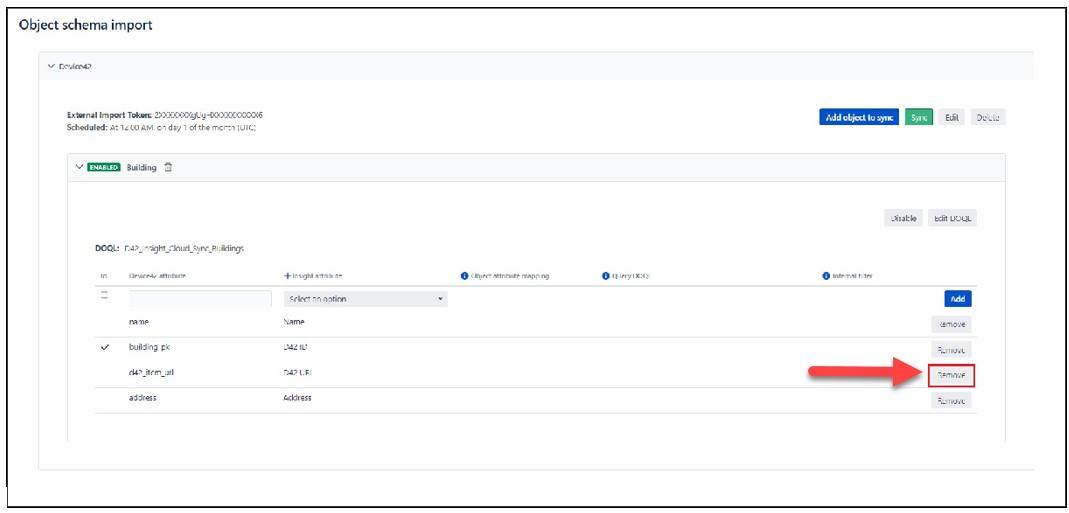 Object schema import
Device42
External Import Token: 2XXXXXXXgUgHXXXXXXXXXX6
Scheduled: At 12:00 AM, on day 1 of the month (UTC)
Add object to sync Sync Edit Delete
ENABLED Building
Disable Edit DOQL
DOQL: D42_Insight_Cloud_Sync_Buildings
Id Device42 attribute Insight attribute Object attribute mapping Query DOQL Internal filter
Select an option Add
name Name Remove
building_pk D42 ID Remove
d42_item_url D42 URL Remove
address Address Remove